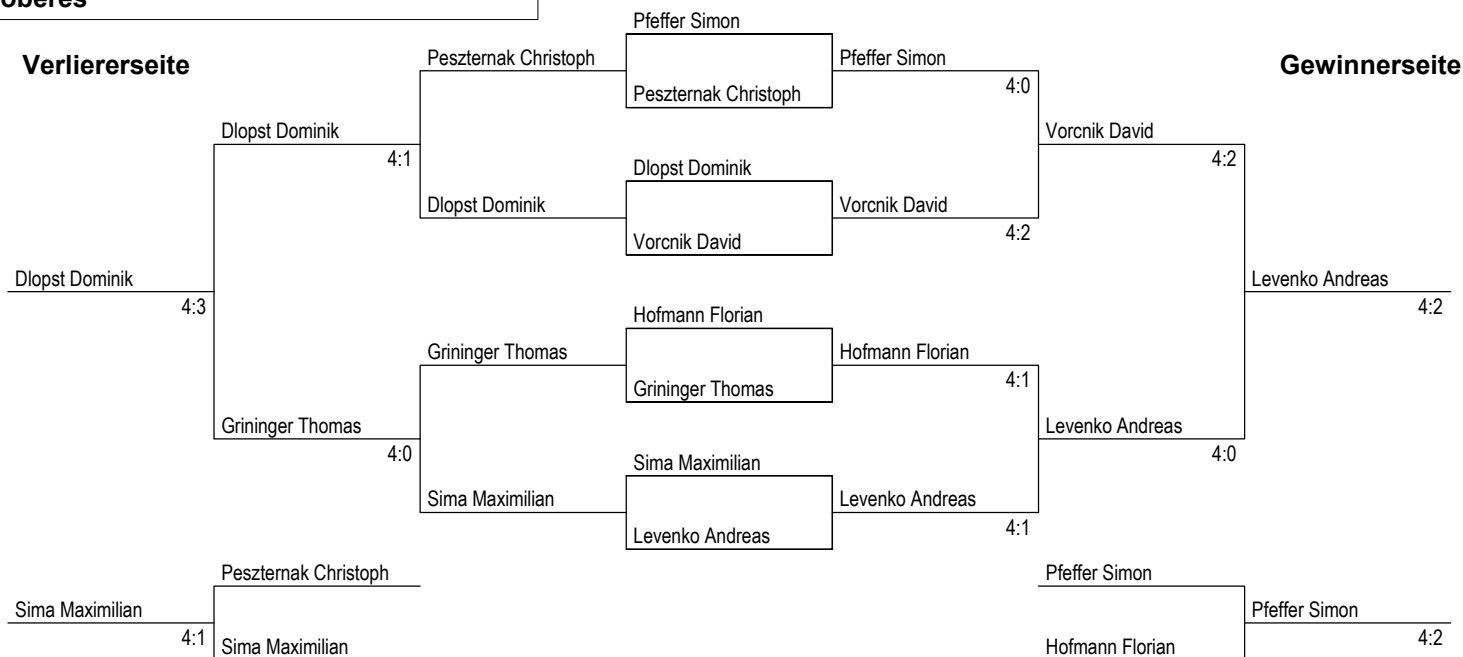 oberes
Pfeffer Simon
Verliererseite
Peszternak Christoph
Pfeffer Simon
Gewinnerseite
4:0
Peszternak Christoph
Dlopst Dominik
Vorcnik David
4:1
4:2
Dlopst Dominik
Dlopst Dominik
Vorcnik David
4:2
Vorcnik David
Dlopst Dominik
Levenko Andreas
4:3
4:2
Hofmann Florian
Grininger Thomas
Hofmann Florian
4:1
Grininger Thomas
Grininger Thomas
Levenko Andreas
4:0
4:0
Sima Maximilian
Sima Maximilian
Levenko Andreas
4:1
Levenko Andreas
Peszternak Christoph
Pfeffer Simon
Sima Maximilian
Pfeffer Simon
4:1
4:2
Sima Maximilian
Hofmann Florian